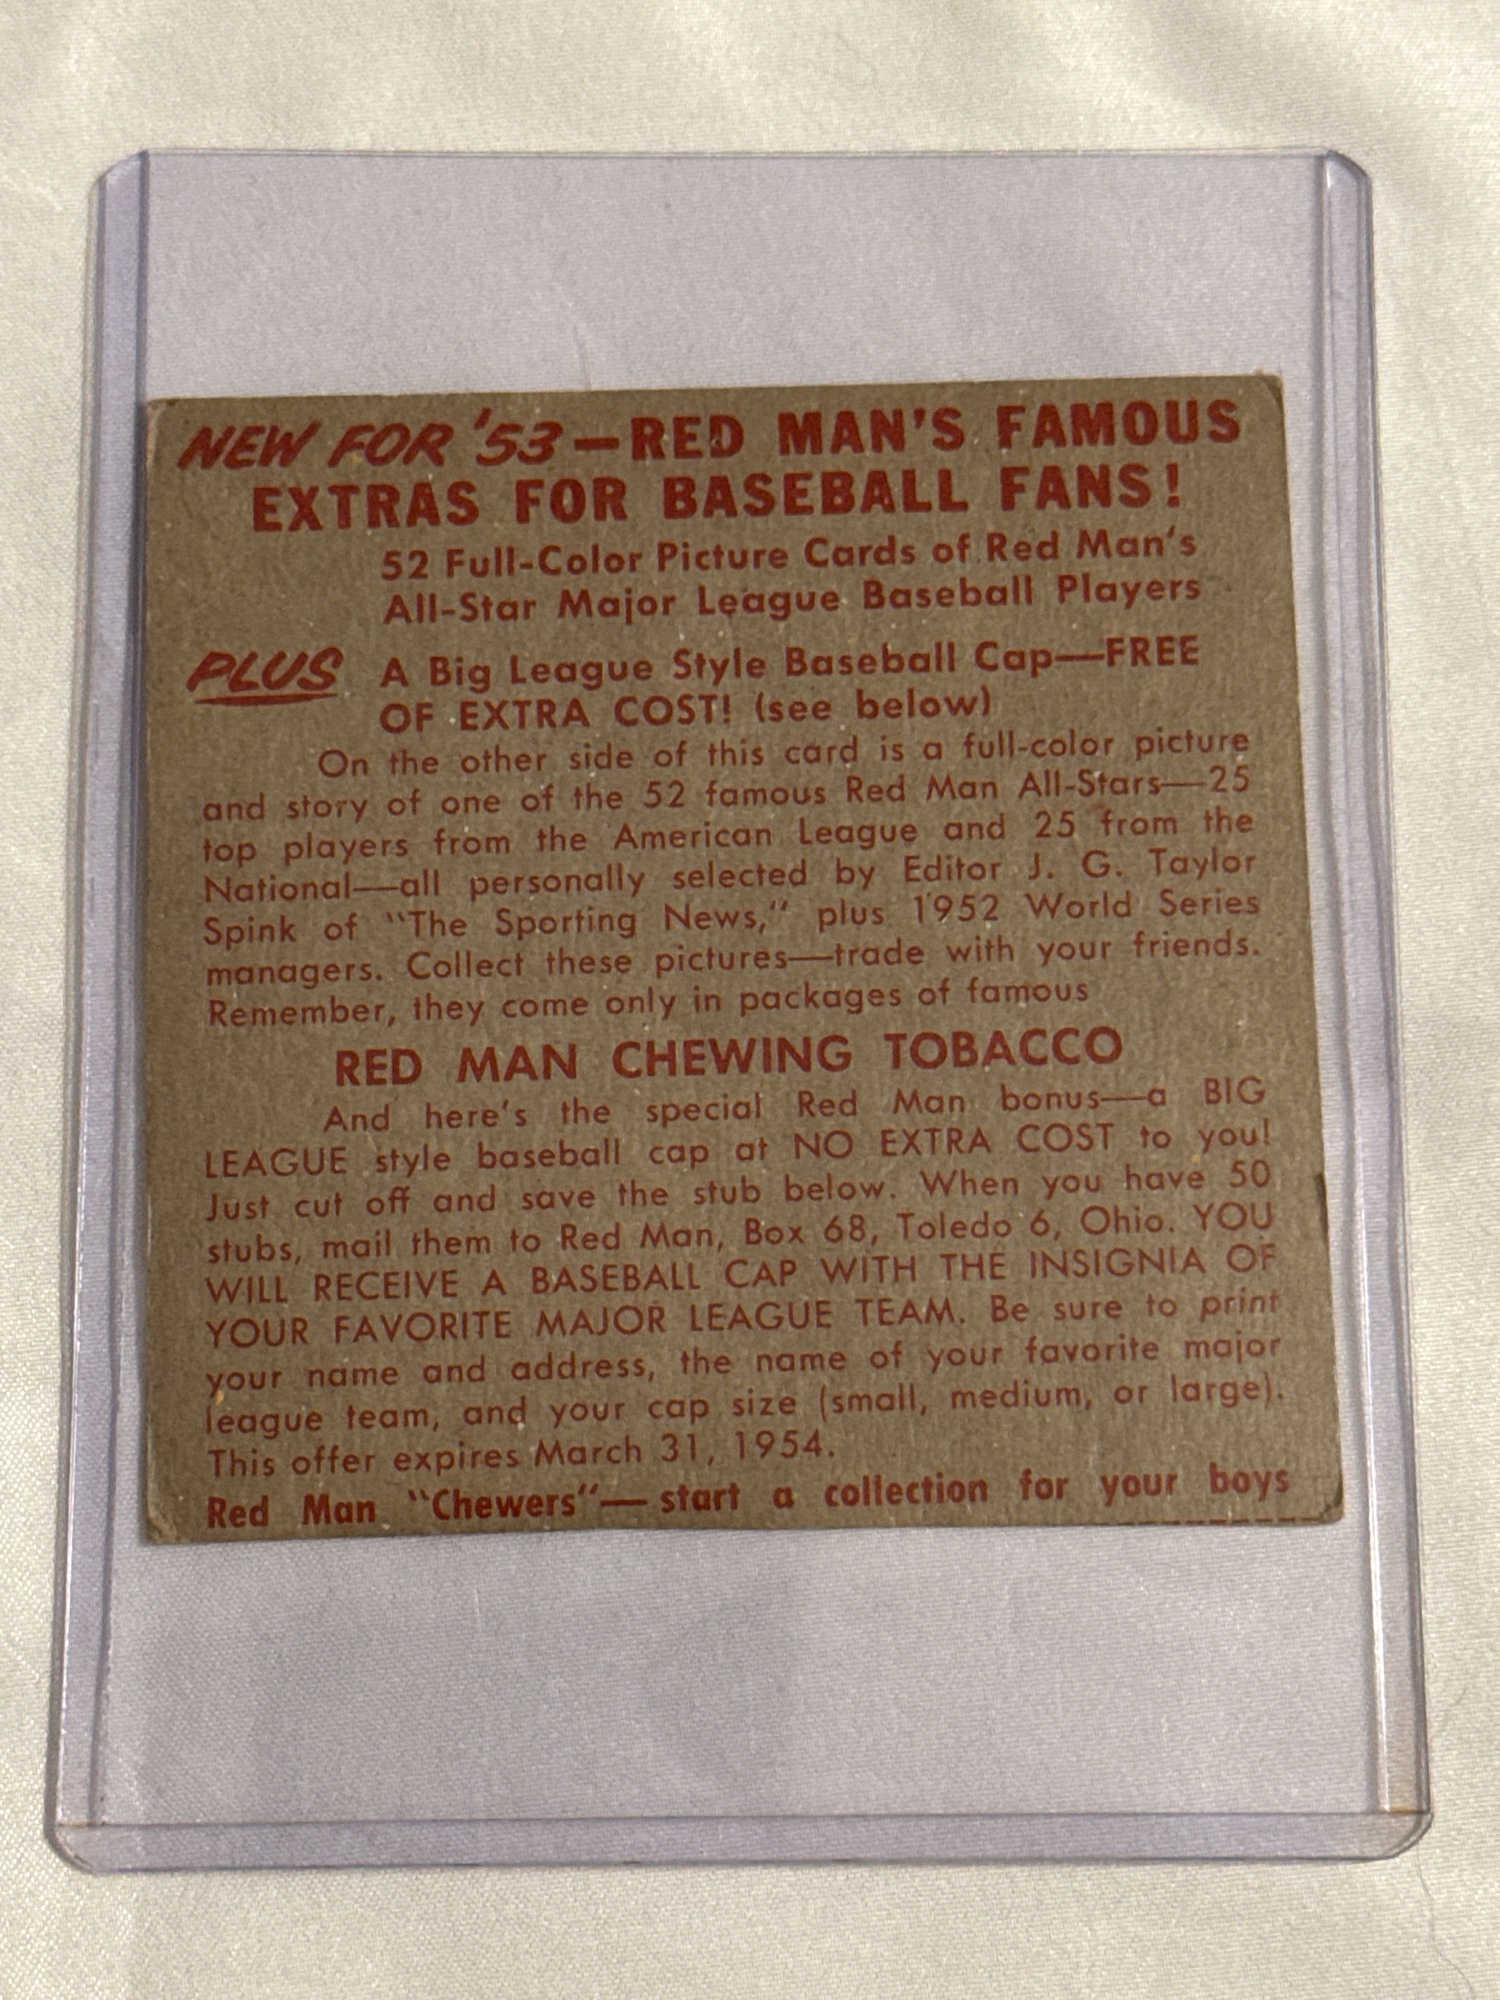 NEW FOR '53—RED MAN'S FAMOUS
EXTRAS FOR BASEBALL FANS!
52 Full-Color Picture Cards of Red Man's
All-Star Major League Baseball Players
PLUS A Big League Style Baseball Cap—FREE
OF EXTRA COST! (see below)
On the other side of this card is a full-color picture
and story of one of the 52 famous Red Man All-Stars—25
top players from the American League and 25 from the
National—all personally selected by Editor J. G. Taylor
Spink of "The Sporting News," plus 1952 World Series
managers. Collect these pictures—trade with your friends.
Remember, they come only in packages of famous
RED MAN CHEWING TOBACCO
And here's the special Red Man bonus—a BIG
LEAGUE style baseball cap at NO EXTRA COST to you!
Just cut off and save the stub below. When you have 50
stubs, mail them to Red Man, Box 68, Toledo 6, Ohio. YOU
WILL RECEIVE A BASEBALL CAP WITH THE INSIGNIA OF
YOUR FAVORITE MAJOR LEAGUE TEAM. Be sure to print
your name and address, the name of your favorite major
league team, and your cap size (small, medium, or large).
This offer expires March 31, 1954.
Red Man "Chewers"—start a collection for your boys